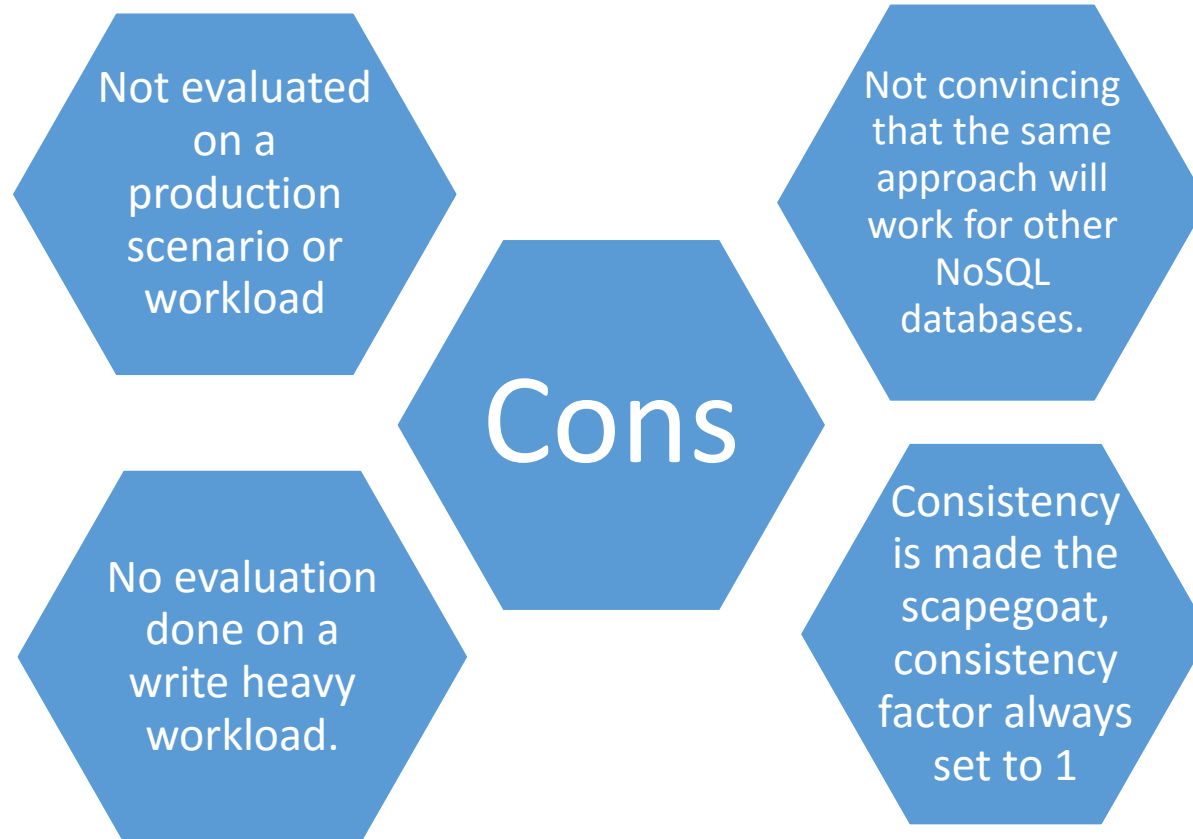 Not evaluated
on a
production
scenario or
workload
Not convincing
that the same
approach will
work for other
NoSQL
databases.
Cons
No evaluation
done on a
write heavy
workload.
Consistency
is made the
scapegoat,
consistency
factor always
set to 1